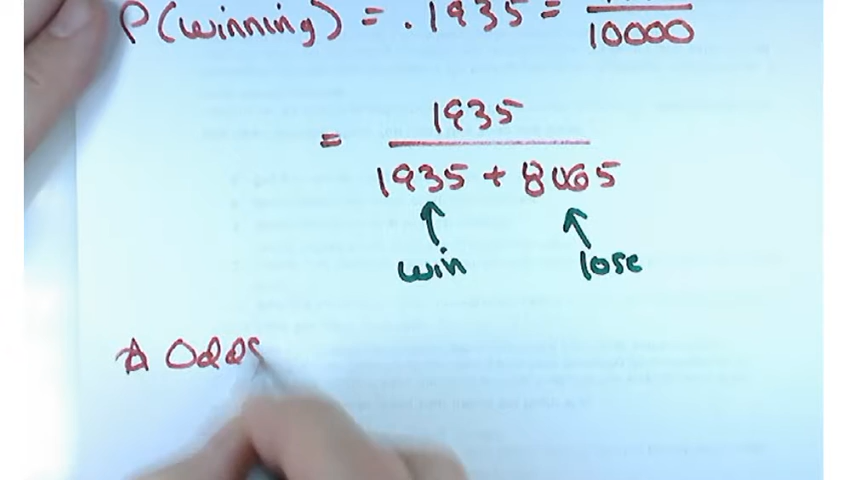 P(winning) = .1935 =
10000
= 1935
1935 + 8065
win lose
☆ Odds